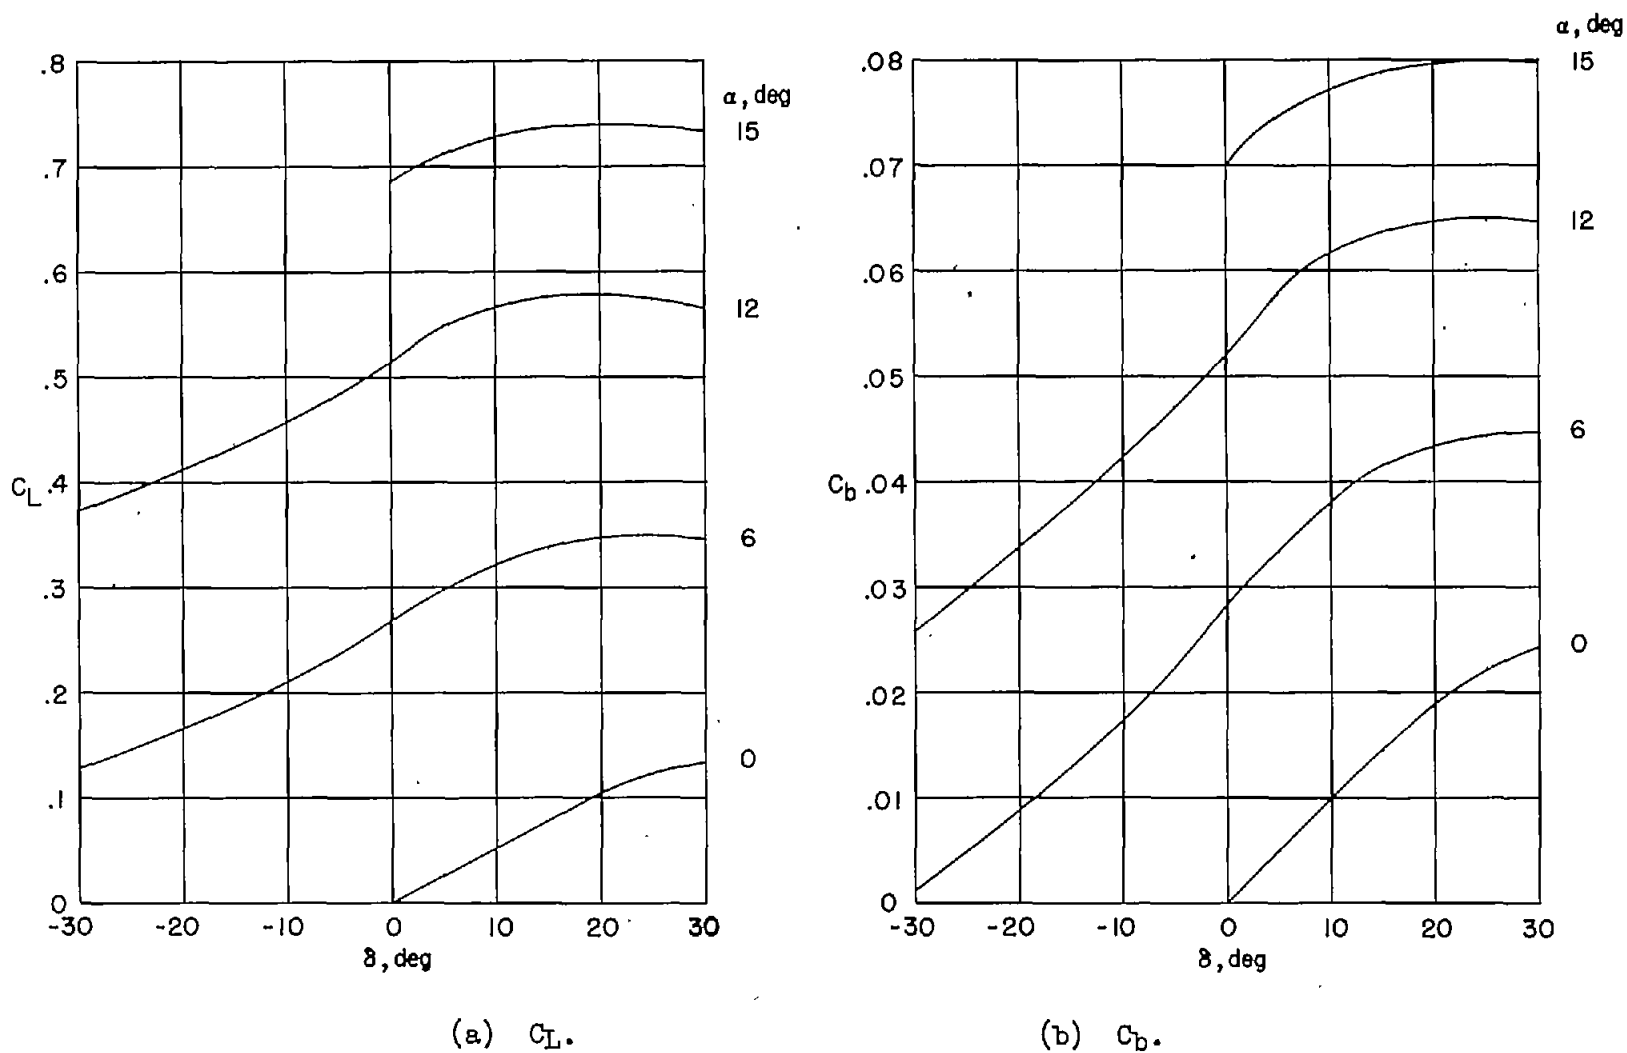 α, deg
.8
.7
.6
.5
C_L .4
.3
.2
.1
0
15
12
6
0
-30 -20 -10 0 10 20 30
δ, deg
(a) C_L.
α, deg
.08
.07
.06
.05
C_b .04
.03
.02
.01
0
15
12
6
0
-30 -20 -10 0 10 20 30
δ, deg
(b) C_b.